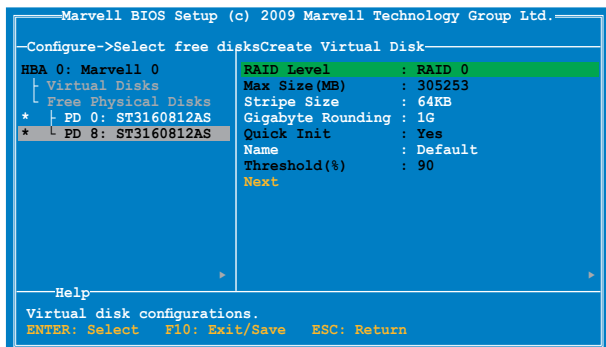 Marvell BIOS Setup (c) 2009 Marvell Technology Group Ltd.
Configure->Select free disksCreate Virtual Disk
HBA 0: Marvell 0
Virtual Disks
Free Physical Disks
* PD 0: ST3160812AS
* PD 8: ST3160812AS
RAID Level : RAID 0
Max Size(MB) : 305253
Stripe Size : 64KB
Gigabyte Rounding : 1G
Quick Init : Yes
Name : Default
Threshold(%) : 90
Next
Help
Virtual disk configurations.
ENTER: Select F10: Exit/Save ESC: Return